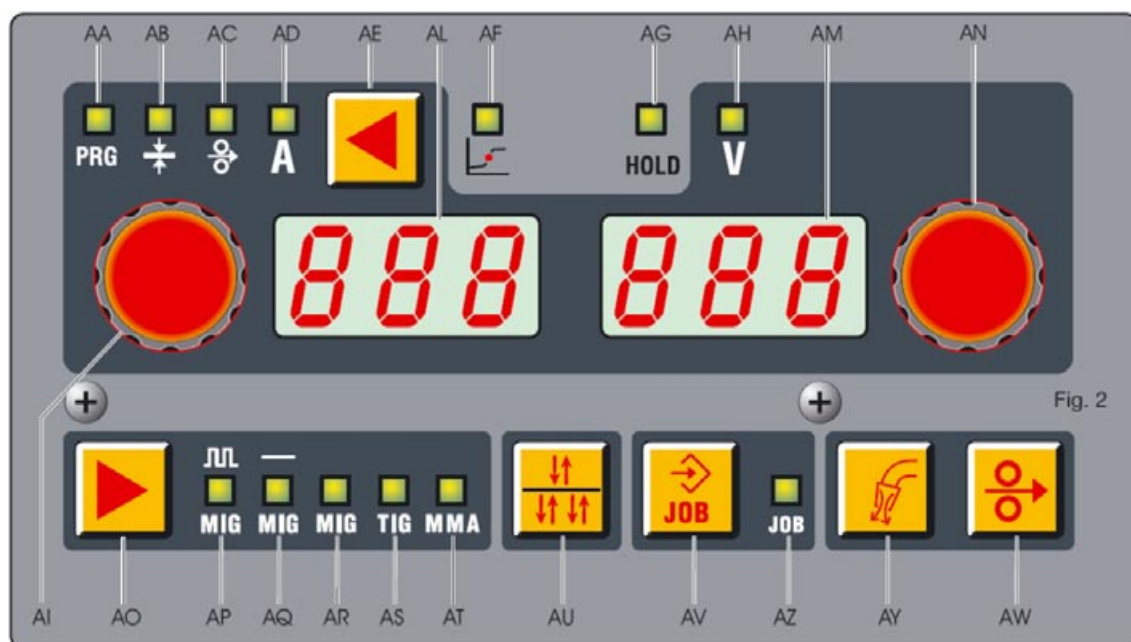 AA AB AC AD AE AL AF AG AH AM AN
PRG A HOLD V
888 888
Fig. 2
JOB
MIG MIG MIG TIG MMA JOB
AI AO AP AQ AR AS AT AU AV AZ AY AW